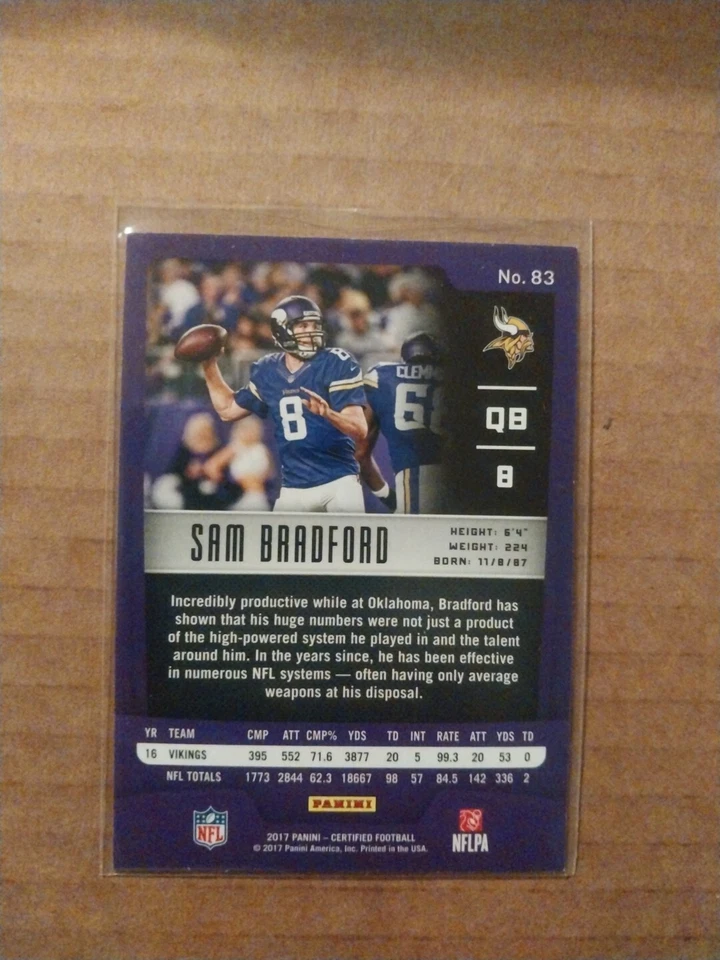 No. 83
8
8
CLEMM
68
QB
8
SAM BRADFORD
HEIGHT: 6'4"
WEIGHT: 224
BORN: 11/8/87
Incredibly productive while at Oklahoma, Bradford has
shown that his huge numbers were not just a product
of the high-powered system he played in and the talent
around him. In the years since, he has been effective
in numerous NFL systems — often having only average
weapons at his disposal.
YR TEAM CMP ATT CMP% YDS TD INT RATE ATT YDS TD
16 VIKINGS 395 552 71.6 3877 20 5 99.3 20 53 0
NFL TOTALS 1773 2844 62.3 18667 98 57 84.5 142 336 2
PANINI
NFL
NFLPA
2017 PANINI – CERTIFIED FOOTBALL
© 2017 Panini America, Inc. Printed in the USA.